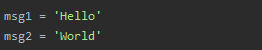 msg1 = 'Hello'
msg2 = 'World'